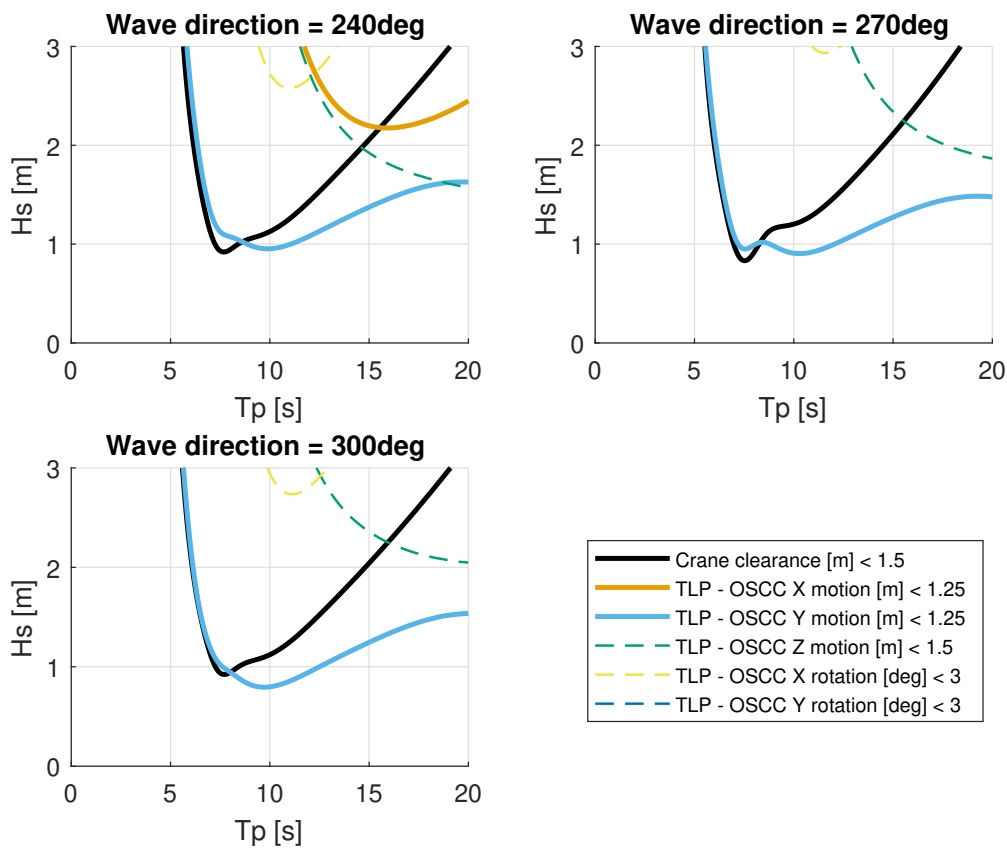 Wave direction = 240deg
3
2
1
0
Hs [m]
0 5 10 15 20
Tp [s]
Wave direction = 270deg
3
2
1
0
Hs [m]
0 5 10 15 20
Tp [s]
Wave direction = 300deg
3
2
1
0
Hs [m]
0 5 10 15 20
Tp [s]
Crane clearance [m] < 1.5
TLP - OSCC X motion [m] < 1.25
TLP - OSCC Y motion [m] < 1.25
TLP - OSCC Z motion [m] < 1.5
TLP - OSCC X rotation [deg] < 3
TLP - OSCC Y rotation [deg] < 3